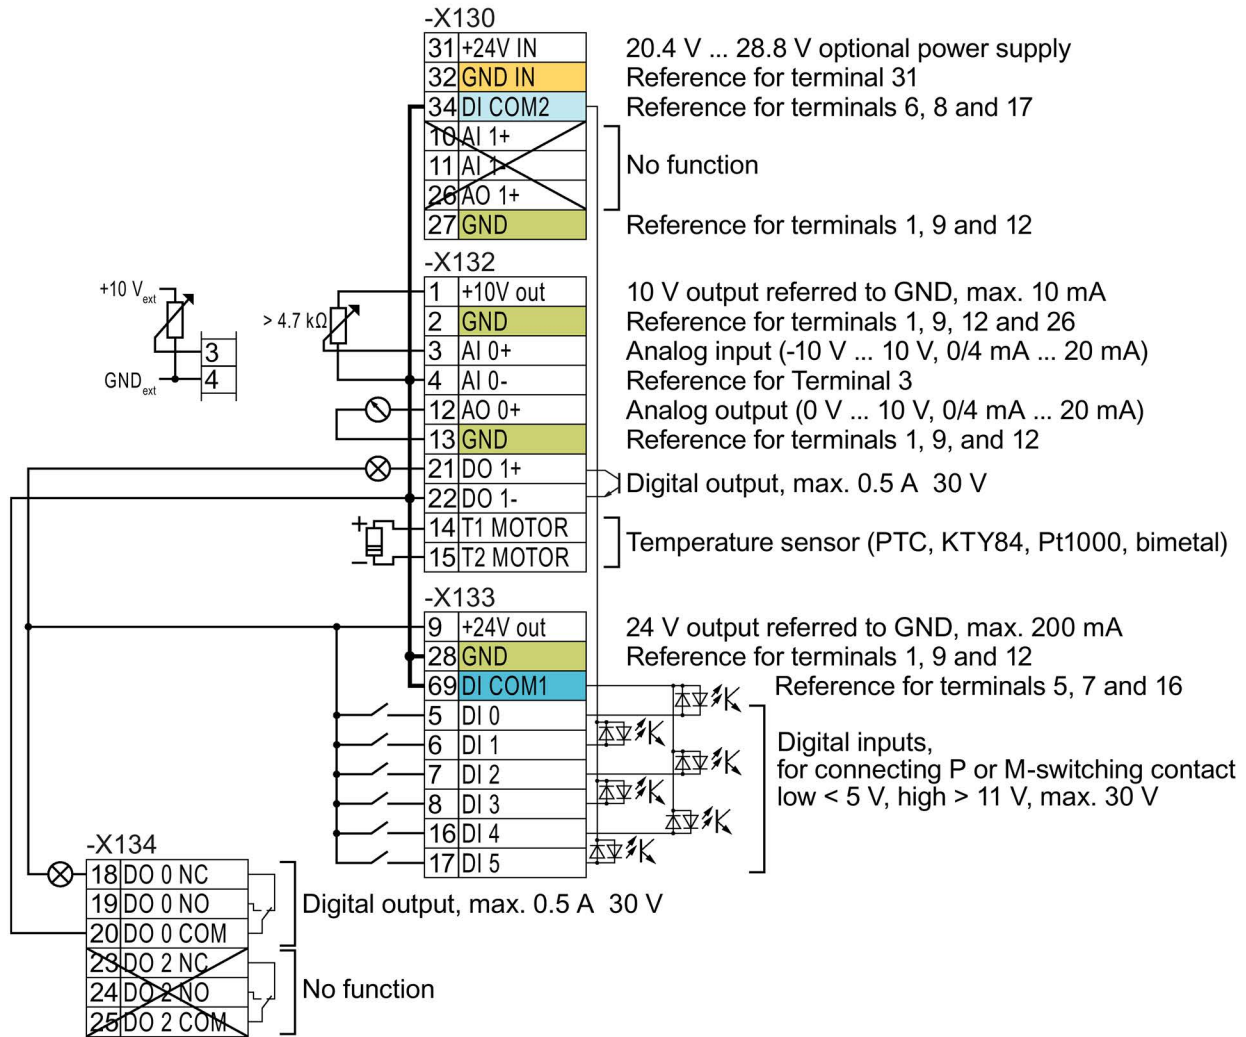 -X130
31 +24V IN 20.4 V ... 28.8 V optional power supply
32 GND IN Reference for terminal 31
34 DI COM2 Reference for terminals 6, 8 and 17
10 AI 1+
11 AI 1- No function
26 AO 1+
27 GND Reference for terminals 1, 9 and 12
-X132
1 +10V out 10 V output referred to GND, max. 10 mA
2 GND Reference for terminals 1, 9, 12 and 26
3 AI 0+ Analog input (-10 V ... 10 V, 0/4 mA ... 20 mA)
4 AI 0- Reference for Terminal 3
12 AO 0+ Analog output (0 V ... 10 V, 0/4 mA ... 20 mA)
13 GND Reference for terminals 1, 9, and 12
21 DO 1+
22 DO 1-
Digital output, max. 0.5 A 30 V
14 T1 MOTOR
15 T2 MOTOR
Temperature sensor (PTC, KTY84, Pt1000, bimetal)
+10 Vext
> 4.7 kΩ
3
GNDext 4
+
–
-X133
9 +24V out 24 V output referred to GND, max. 200 mA
28 GND Reference for terminals 1, 9 and 12
69 DI COM1 Reference for terminals 5, 7 and 16
5 DI 0
6 DI 1
7 DI 2
8 DI 3
16 DI 4
17 DI 5
Digital inputs,
for connecting P or M-switching contact
low < 5 V, high > 11 V, max. 30 V
-X134
18 DO 0 NC
19 DO 0 NO Digital output, max. 0.5 A 30 V
20 DO 0 COM
23 DO 2 NC
24 DO 2 NO No function
25 DO 2 COM